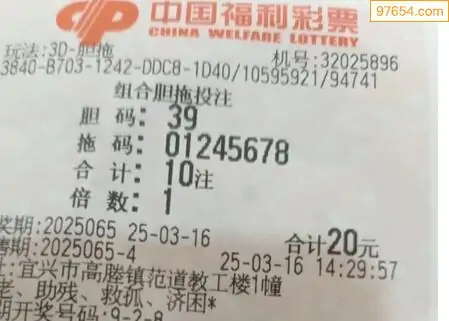 97654.com
中国福利彩票
CHINA WELFARE LOTTERY
玩法:3D-胆拖 机号:32025896
3840-B703-1242-DDC8-1D40/10595921/94741
组合胆拖投注
胆 码: 39
拖 码: 01245678
合 计: 10注
倍 数: 1
奖期:2025065 25-03-16 合计20元
售期:2025065-4 25-03-16 14:29:57
址:宜兴市高塍镇范道教工楼1幢
老、助残、救孤、济困*
期开奖号码:9-2-8